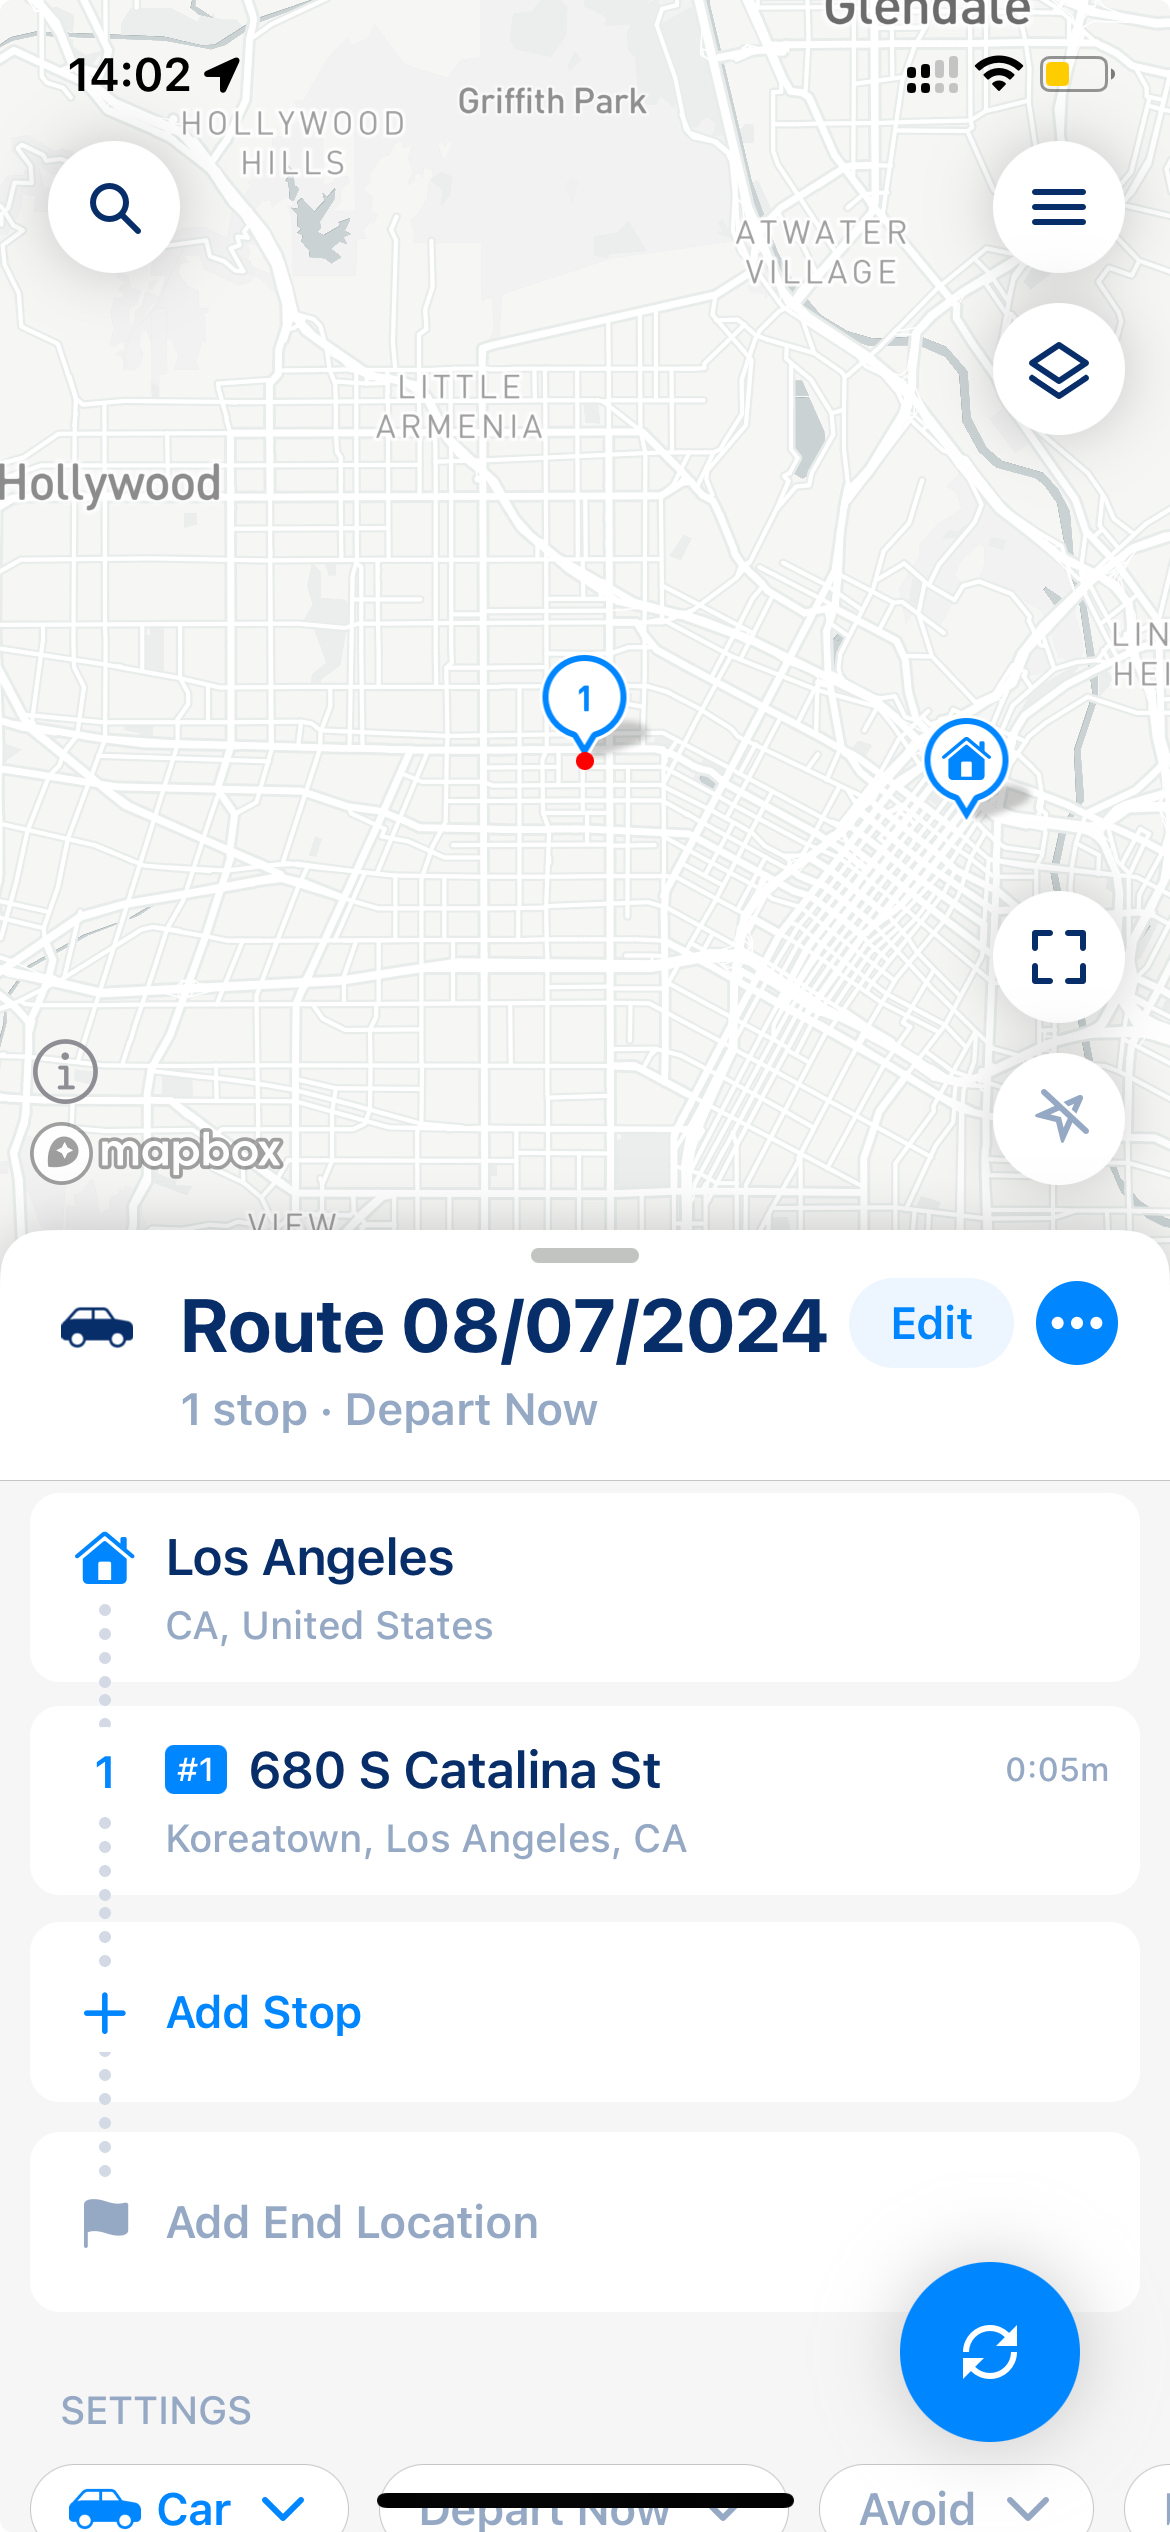 Glendale
14:02
Griffith Park
HOLLYWOOD
HILLS
ATWATER
VILLAGE
LITTLE
ARMENIA
Hollywood
LIN
HEI
1
i
mapbox
VIEW
Route 08/07/2024
Edit
1 stop · Depart Now
Los Angeles
CA, United States
1 #1 680 S Catalina St 0:05m
Koreatown, Los Angeles, CA
Add Stop
Add End Location
SETTINGS
Car Depart Now Avoid